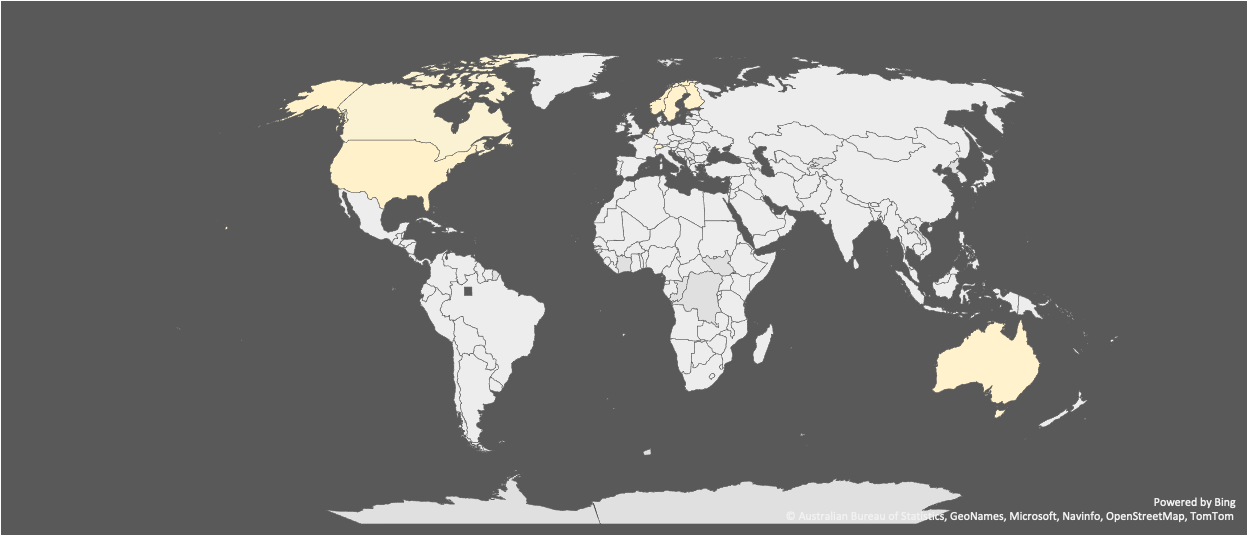 Powered by Bing
© Australian Bureau of Statistics, GeoNames, Microsoft, Navinfo, OpenStreetMap, TomTom